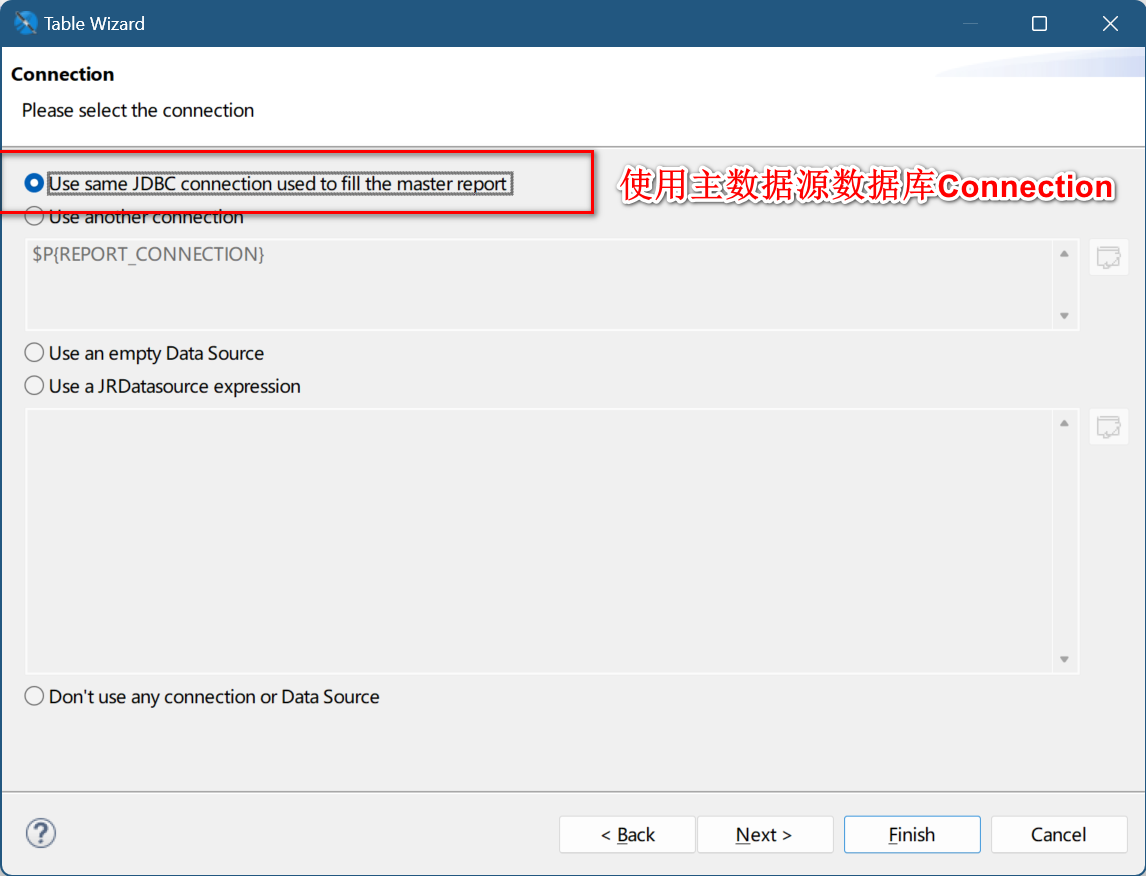 Table Wizard
Connection
Please select the connection
Use same JDBC connection used to fill the master report
使用主数据源数据库Connection
Use another connection
$P{REPORT_CONNECTION}
Use an empty Data Source
Use a JRDatasource expression
Don't use any connection or Data Source
?
< Back
Next >
Finish
Cancel